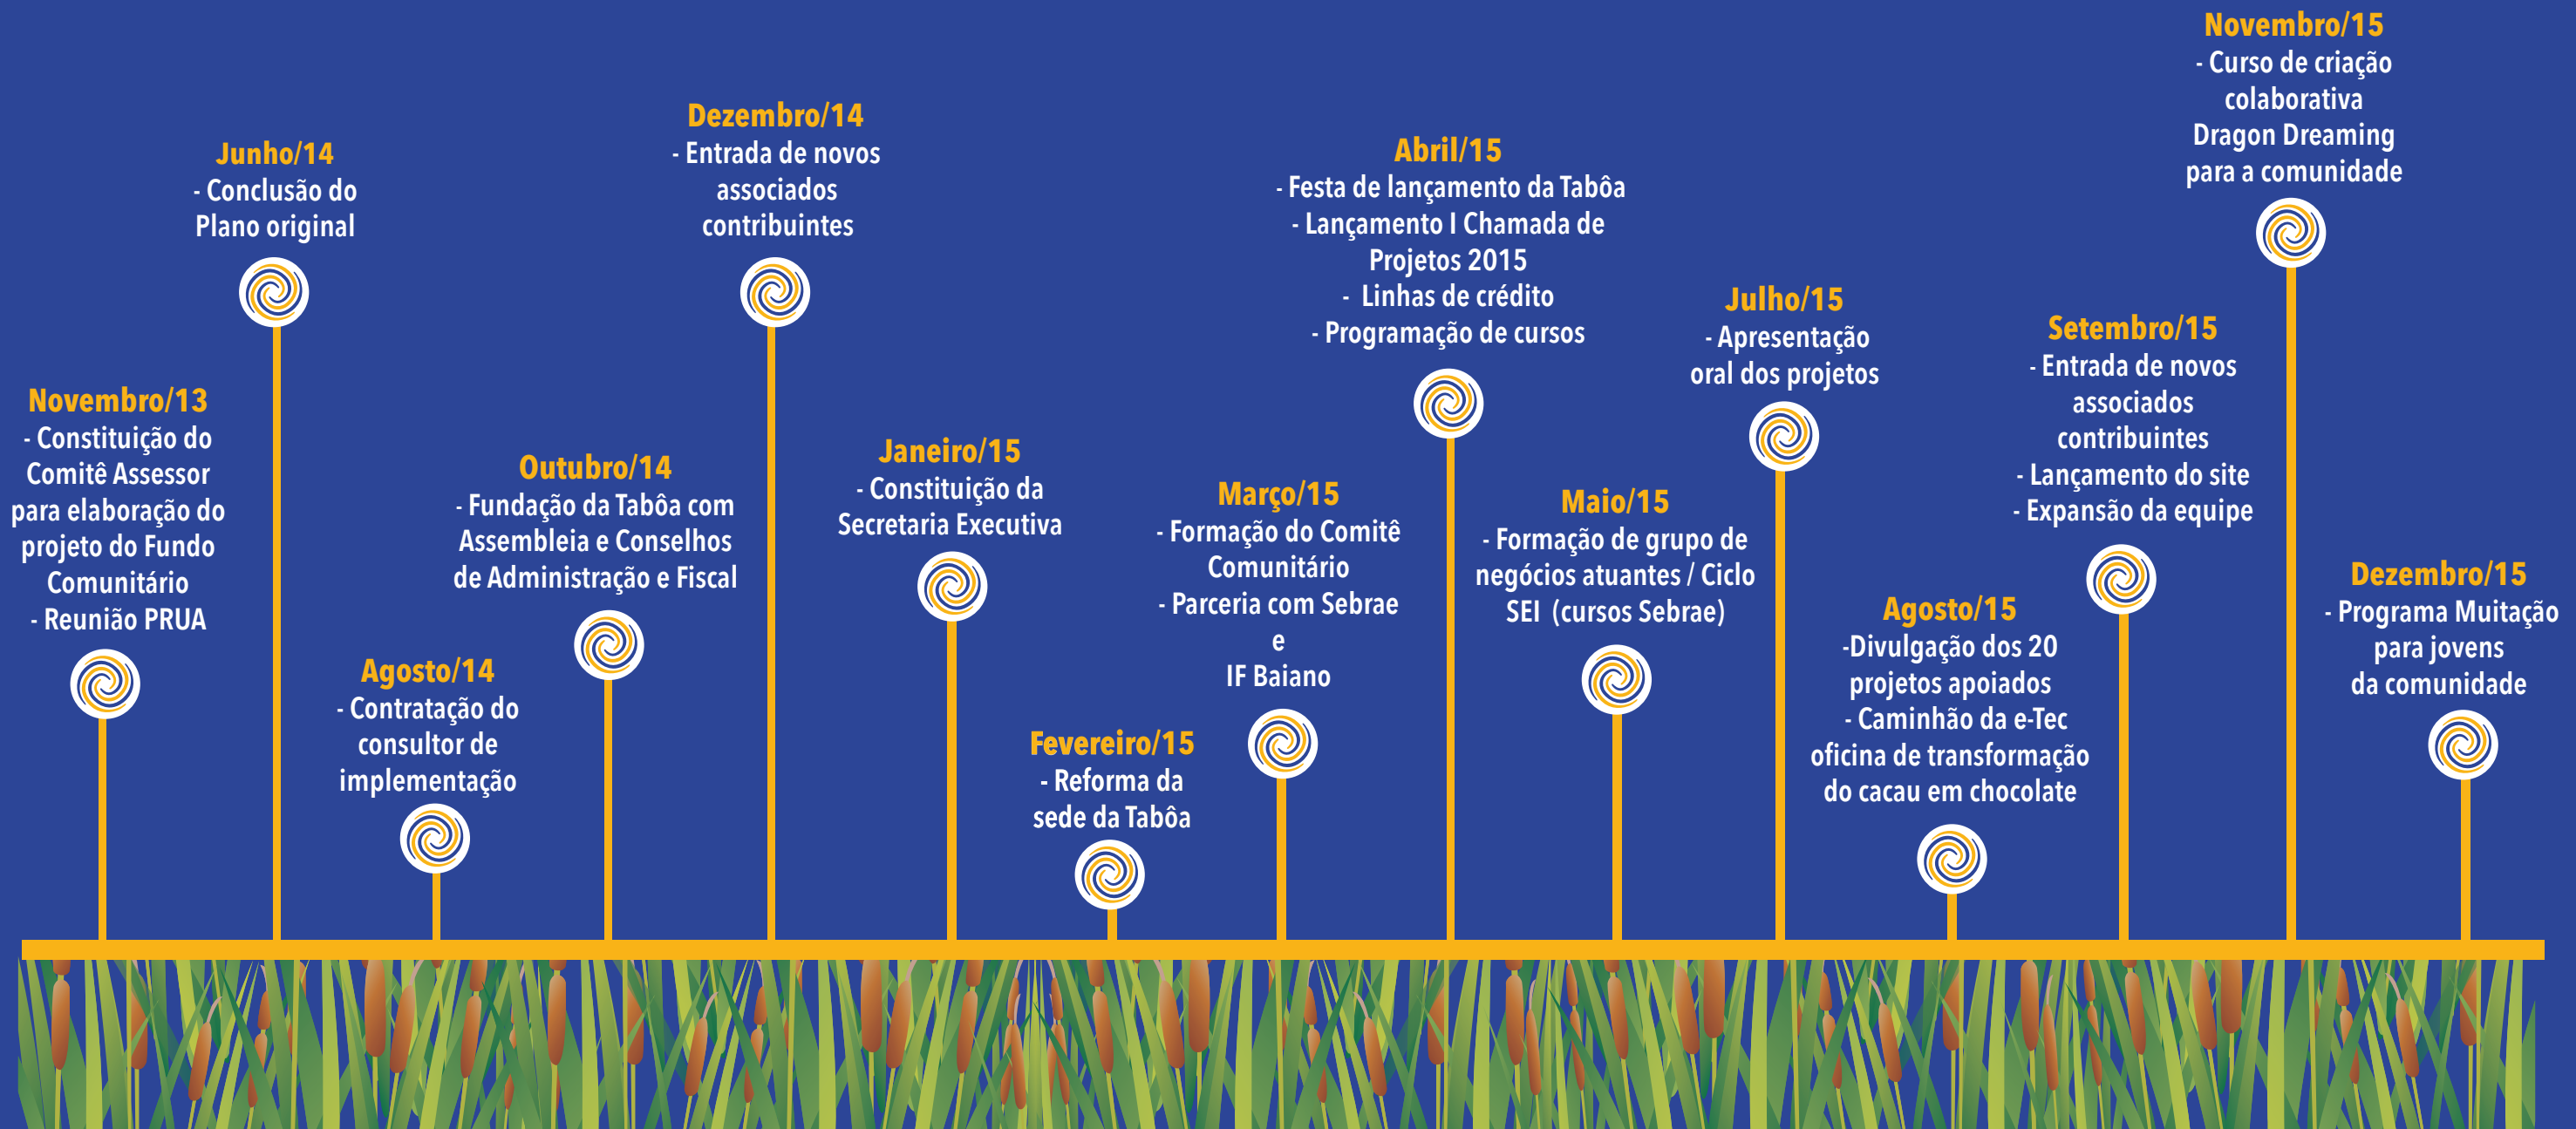 Novembro/13
- Constituição do
Comitê Assessor
para elaboração do
projeto do Fundo
Comunitário
- Reunião PRUA
Junho/14
- Conclusão do
Plano original
Agosto/14
- Contratação do
consultor de
implementação
Outubro/14
- Fundação da Tabôa com
Assembleia e Conselhos
de Administração e Fiscal
Dezembro/14
- Entrada de novos
associados
contribuintes
Janeiro/15
- Constituição da
Secretaria Executiva
Fevereiro/15
- Reforma da
sede da Tabôa
Março/15
- Formação do Comitê
Comunitário
- Parceria com Sebrae
e
IF Baiano
Abril/15
- Festa de lançamento da Tabôa
- Lançamento I Chamada de
Projetos 2015
- Linhas de crédito
- Programação de cursos
Maio/15
- Formação de grupo de
negócios atuantes / Ciclo
SEI (cursos Sebrae)
Julho/15
- Apresentação
oral dos projetos
Agosto/15
-Divulgação dos 20
projetos apoiados
- Caminhão da e-Tec
oficina de transformação
do cacau em chocolate
Setembro/15
- Entrada de novos
associados
contribuintes
- Lançamento do site
- Expansão da equipe
Novembro/15
- Curso de criação
colaborativa
Dragon Dreaming
para a comunidade
Dezembro/15
- Programa Muitação
para jovens
da comunidade